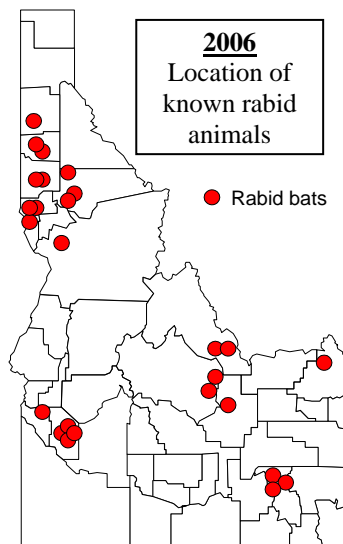 2006
Location of
known rabid
animals
Rabid bats